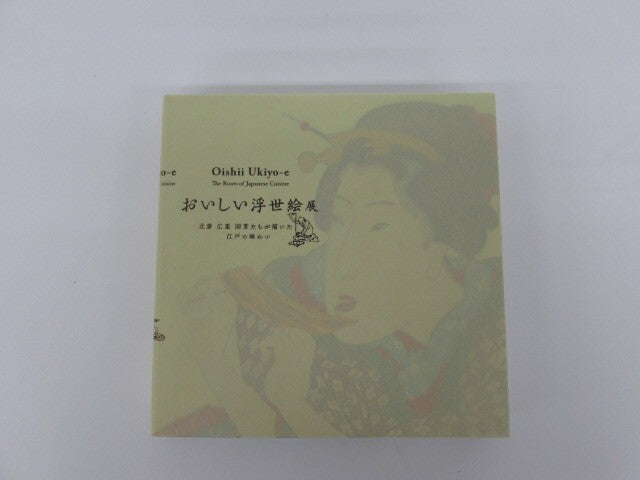 o-e
isine
Oishii Ukiyo-e
The Roots of Japanese Cuisine
おいしい浮世絵展
北斎 広重 国芳たちが描いた
江戸の味わい